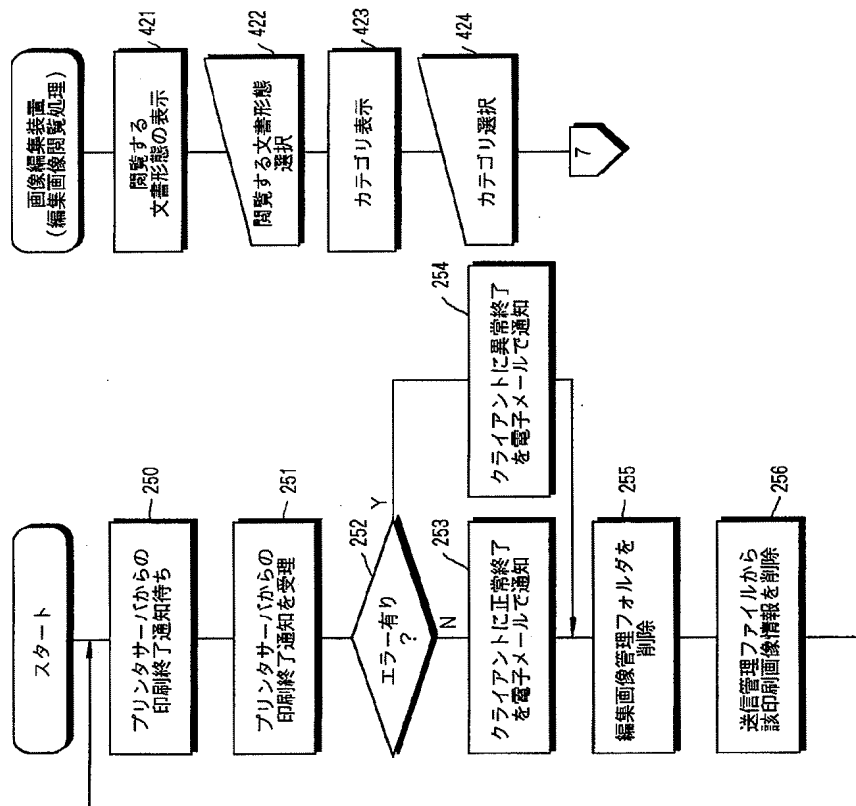 スタート
プリンタサーバからの
印刷終了通知待ち
250
プリンタサーバからの
印刷終了通知を受理
251
エラー有り
?
252
Y
N
クライアントに正常終了
を電子メールで通知
253
クライアントに異常終了
を電子メールで通知
254
編集画像管理フォルダを
削除
255
送信管理ファイルから
該印刷画像情報を削除
256
画像編集装置
(編集画像閲覧処理)
閲覧する
文書形態の表示
421
閲覧する文書形態
選択
422
カテゴリ表示
423
カテゴリ選択
424
7